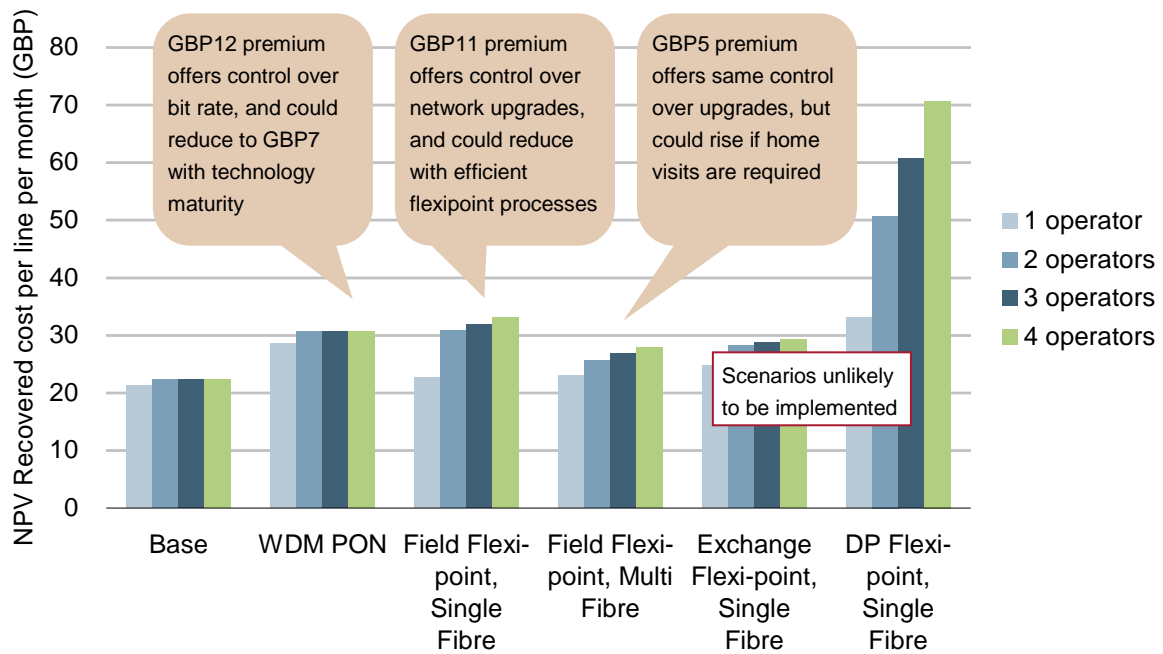 NPV Recovered cost per line per month (GBP)
80
70
60
50
40
30
20
10
0
GBP12 premium
offers control over
bit rate, and could
reduce to GBP7
with technology
maturity
GBP11 premium
offers control over
network upgrades,
and could reduce
with efficient
flexipoint processes
GBP5 premium
offers same control
over upgrades, but
could rise if home
visits are required
Scenarios unlikely
to be implemented
1 operator
2 operators
3 operators
4 operators
Base
WDM PON
Field Flexi-
point,
Single
Fibre
Field Flexi-
point, Multi
Fibre
Exchange
Flexi-point,
Single
Fibre
DP Flexi-
point,
Single
Fibre